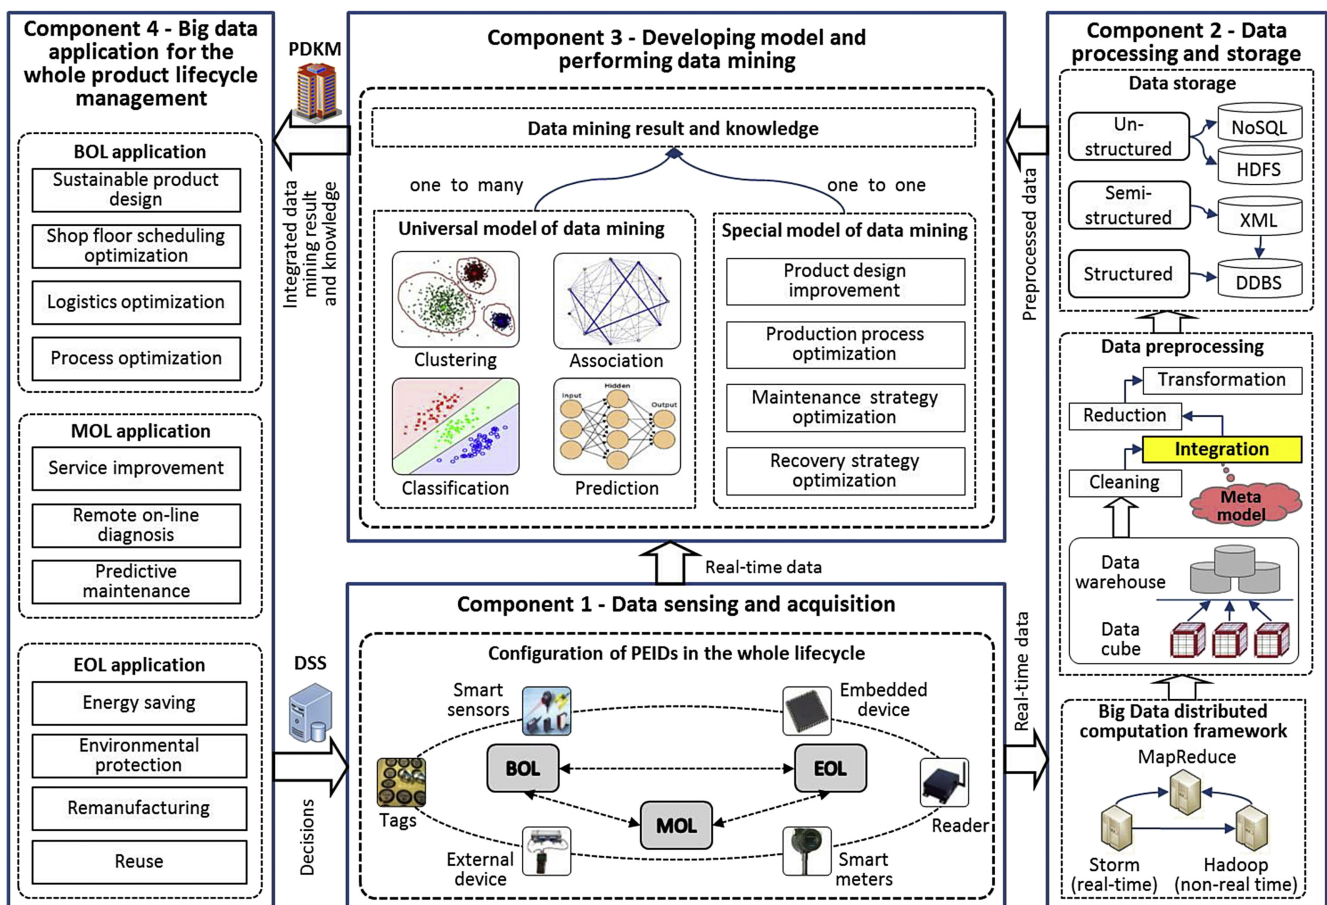 Component 4 - Big data
application for the
whole product lifecycle
management
BOL application
Sustainable product
design
Shop floor scheduling
optimization
Logistics optimization
Process optimization
MOL application
Service improvement
Remote on-line
diagnosis
Predictive
maintenance
EOL application
Energy saving
Environmental
protection
Remanufacturing
Reuse
PDKM
Integrated data
mining result
and knowledge
DSS
Decisions
Component 3 - Developing model and
performing data mining
Data mining result and knowledge
one to many
one to one
Universal model of data mining
Clustering
Association
Classification
Input
Hidden
Output
Prediction
Special model of data mining
Product design
improvement
Production process
optimization
Maintenance strategy
optimization
Recovery strategy
optimization
Real-time data
Component 1 - Data sensing and acquisition
Configuration of PEIDs in the whole lifecycle
Smart
sensors
Embedded
device
BOL
EOL
MOL
Tags
Reader
External
device
Smart
meters
Preprocessed data
Real-time data
Component 2 - Data
processing and storage
Data storage
Un-
structured
NoSQL
HDFS
Semi-
structured
XML
Structured
DDBS
Data preprocessing
Transformation
Reduction
Integration
Cleaning
Meta
model
Data
warehouse
Data
cube
Big Data distributed
computation framework
MapReduce
Storm
(real-time)
Hadoop
(non-real time)